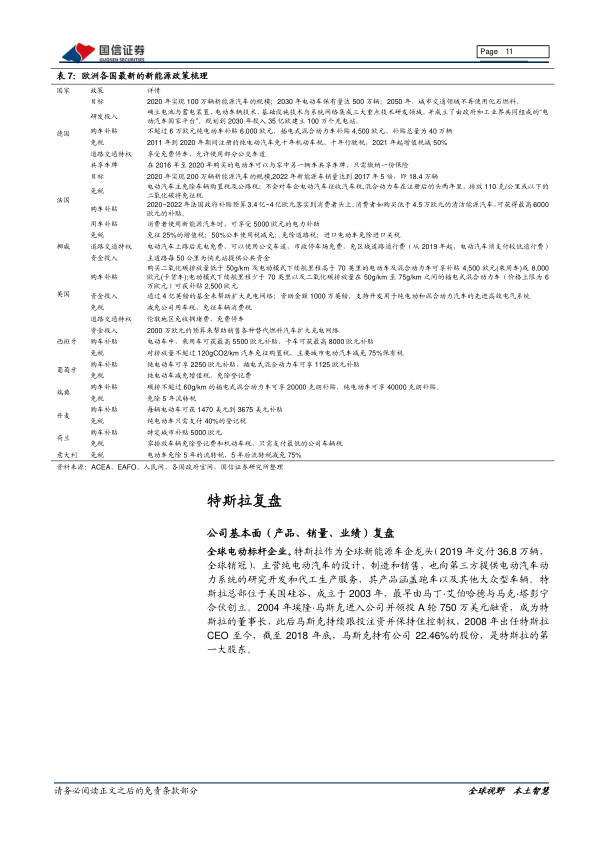 国信证券
GUOSEN SECURITIES
Page 11
表 7：欧洲各国最新的新能源政策梳理
国家 政策 详情
目标 2020 年实现 100 万辆新能源汽车的规模；2030 年电动车保有量达 500 万辆；2050 年，城市交通领域不再使用化石燃料。
德国 研发投入 硕立电池与蓄电装置、电动车辆技术、基础设施技术与系统网络集成三大重点技术研发领域，并成立了由政府和工业界共同组成的“电
动汽车国家平台”。规划到 2030 年投入 35 亿欧建立 100 万个充电站。
购车补贴 不超过 6 万欧元纯电动车补贴 6,000 欧元，插电式混合动力车补贴 4,500 欧元，补贴总量为 40 万辆
免税 2011 年到 2020 年期间注册的纯电动汽车免十年机动车税，十年行驶税，2021 年起增值税减 50%
道路交通特权 享受免费停车，允许使用部分公交车道
共享车牌 在 2016 年至 2020 年购买的电动车可以与家中另一辆车共享车牌，只需缴纳一份保险
法国 目标 2020 年实现 200 万辆新能源汽车的规模,2022 年新能源车销量达到 2017 年 5 倍，即 18.4 万辆
免税 电动汽车主免除车辆购置税及公路税；不会对车企电动汽车征收汽车税,混合动力车在注册后的头两年里，排放 110 克/公里或以下的
二氧化碳将免征税
购车补贴 2020-2022 年法国政府补贴预算 3.4 亿-4 亿欧元落实到消费者头上,消费者如购买低于 4.5 万欧元的清洁能源汽车,可获得最高 6000
欧元的补贴。
用车补贴 消费者使用新能源汽车时，可享受 5000 欧元的电力补助
挪威 免税 免征 25%的增值税；50%公车使用税减免；免除道路税；进口电动车免除进口关税
道路交通特权 电动汽车上路后充电免费，可以使用公交车道，市政停车场免费，免区域道路通行费（从 2019 年起，电动汽车须支付较低通行费）
资金投入 主道路每 50 公里为快充站提供公共资金
英国 购车补贴 购买二氧化碳排放量低于 50g/km 及电动模式下续航里程高于 70 英里的电动车及混合动力车可享补贴 4,500 欧元(乘用车)或 8,000
欧元(卡货车);电动模式下续航里程少于 70 英里以及二氧化碳排放量在 50g/km 至 75g/km 之间的插电式混合动力车（价格上限为 6
万欧元）可获补贴 2,500 欧元
资金投入 通过 4 亿英镑的基金来帮助扩大充电网络；资助金额 1000 万英镑，支持开发用于纯电动和混合动力汽车的先进高效电气系统
免税 减免公司用车税，免征车辆消费税
道路交通特权 伦敦地区免收拥堵费，免费停车
资金投入 2000 万欧元的预算来帮助销售各种替代燃料汽车扩大充电网络
西班牙 购车补贴 电动车中，乘用车可获最高 5500 欧元补贴，卡车可获最高 8000 欧元补贴
免税 对排放量不超过 120gCO2/km 汽车免征购置税。主要城市电动汽车减免 75%保有税
葡萄牙 购车补贴 纯电动车可享 2250 欧元补贴，插电式混合动力车可享 1125 欧元补贴
免税 纯电动车减免增值税，免除登记费
瑞典 购车补贴 碳排不超过 60g/km 的插电式混合动力车可享 20000 克朗补贴，纯电动车可享 40000 克朗补贴。
免税 免除 5 年流转税
丹麦 购车补贴 每辆电动车可获 1470 美元到 3675 美元补贴
免税 纯电动车只需支付 40%的登记税
荷兰 购车补贴 特定城市补贴 5000 欧元
免税 零排放车辆免除登记费和机动车税，只需支付最低的公司车辆税
意大利 免税 电动车免除 5 年的流转税，5 年后流转税减免 75%
资料来源：ACEA、EAFO、人民网、各国政府官网、国信证券研究所整理
特斯拉复盘
公司基本面（产品、销量、业绩）复盘
全球电动标杆企业。特斯拉作为全球新能源车企龙头（2019 年交付 36.8 万辆，
全球销冠），主营纯电动汽车的设计、制造和销售，也向第三方提供电动汽车动
力系统的研究开发和代工生产服务，其产品涵盖跑车以及其他大众型车辆。特
斯拉总部位于美国硅谷，成立于 2003 年，最早由马丁·艾伯哈德与马克·塔彭宁
合伙创立。2004 年埃隆·马斯克进入公司并领投 A 轮 750 万美元融资，成为特
斯拉的董事长，此后马斯克持续跟投注资并保持住控制权，2008 年出任特斯拉
CEO 至今，截至 2018 年底，马斯克持有公司 22.46%的股份，是特斯拉的第
一大股东。
请务必阅读正文之后的免责条款部分
全球视野 本土智慧